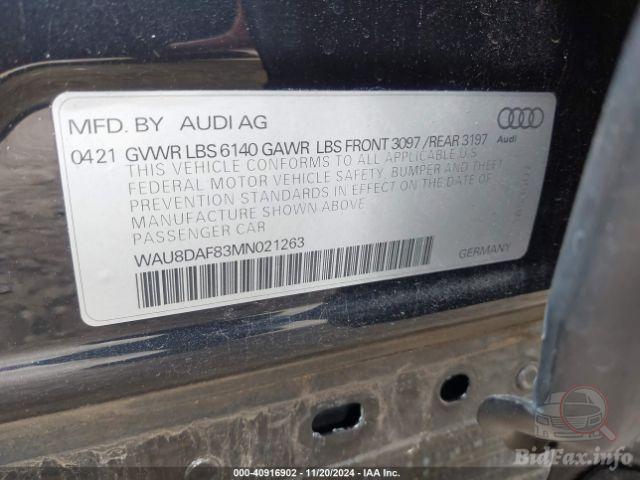 MFD. BY AUDI AG
Audi
0421 GVWR LBS 6140 GAWR LBS FRONT 3097 / REAR 3197
THIS VEHICLE CONFORMS TO ALL APPLICABLE U.S.
FEDERAL MOTOR VEHICLE SAFETY, BUMPER AND THEFT
PREVENTION STANDARDS IN EFFECT ON THE DATE OF
MANUFACTURE SHOWN ABOVE
PASSENGER CAR
WAU8DAF83MN021263
GERMANY
000-40916902 - 11/20/2024 - IAA Inc.
BidFax.info